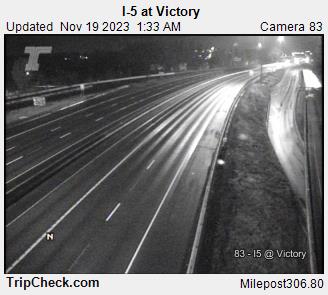 I-5 at Victory
Updated Nov 19 2023 1:33 AM Camera 83
T
N
83 - I5 @ Victory
TripCheck.com Milepost306.80